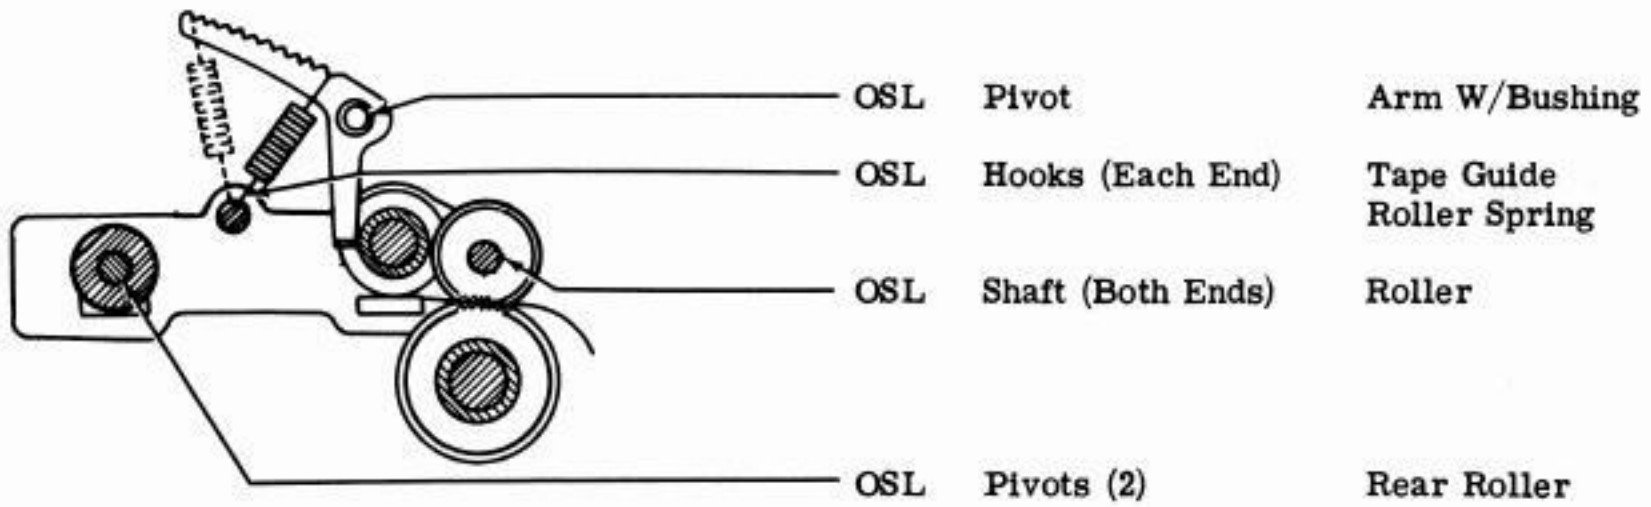 OSL Pivot Arm W/Bushing
OSL Hooks (Each End) Tape Guide
Roller Spring
OSL Shaft (Both Ends) Roller
OSL Pivots (2) Rear Roller